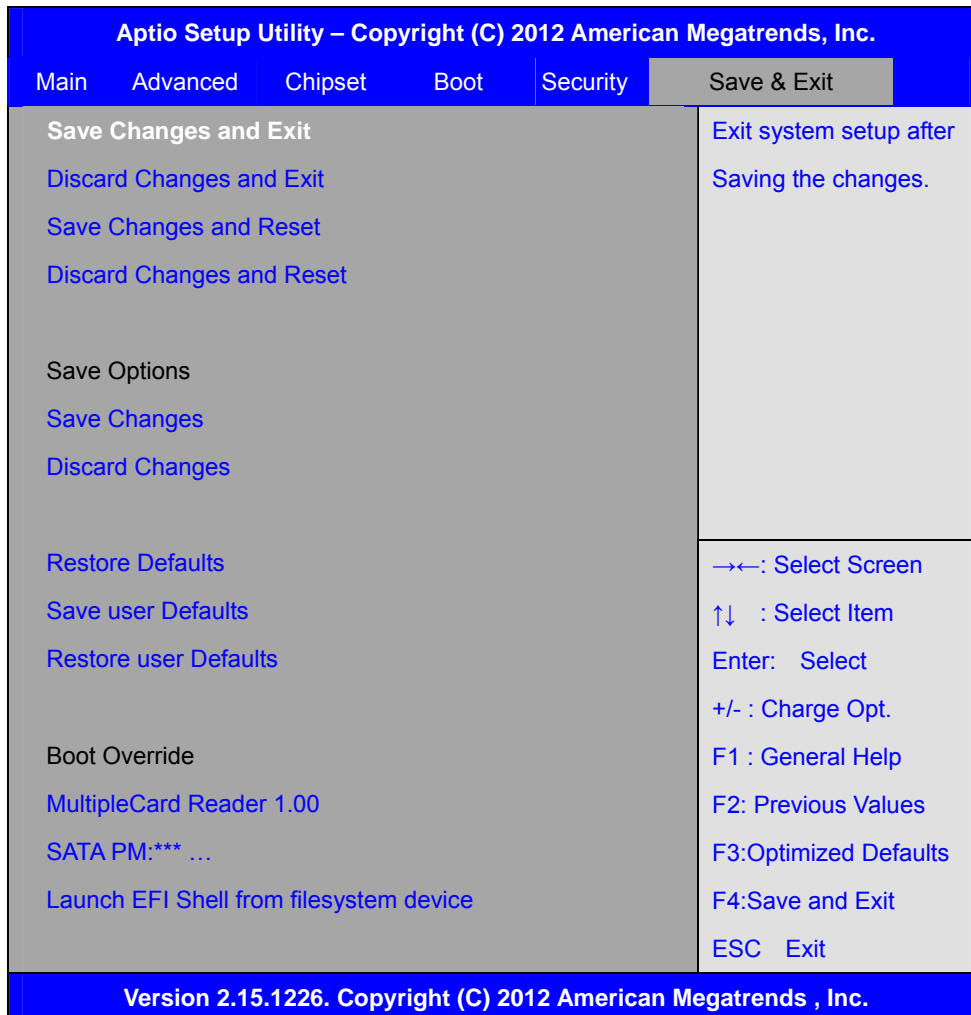 Aptio Setup Utility – Copyright (C) 2012 American Megatrends, Inc.
Main Advanced Chipset Boot Security Save & Exit
Save Changes and Exit
Discard Changes and Exit
Save Changes and Reset
Discard Changes and Reset
Save Options
Save Changes
Discard Changes
Restore Defaults
Save user Defaults
Restore user Defaults
Boot Override
MultipleCard Reader 1.00
SATA PM:*** …
Launch EFI Shell from filesystem device
Exit system setup after
Saving the changes.
→←: Select Screen
↑↓ : Select Item
Enter: Select
+/- : Charge Opt.
F1 : General Help
F2: Previous Values
F3:Optimized Defaults
F4:Save and Exit
ESC Exit
Version 2.15.1226. Copyright (C) 2012 American Megatrends , Inc.